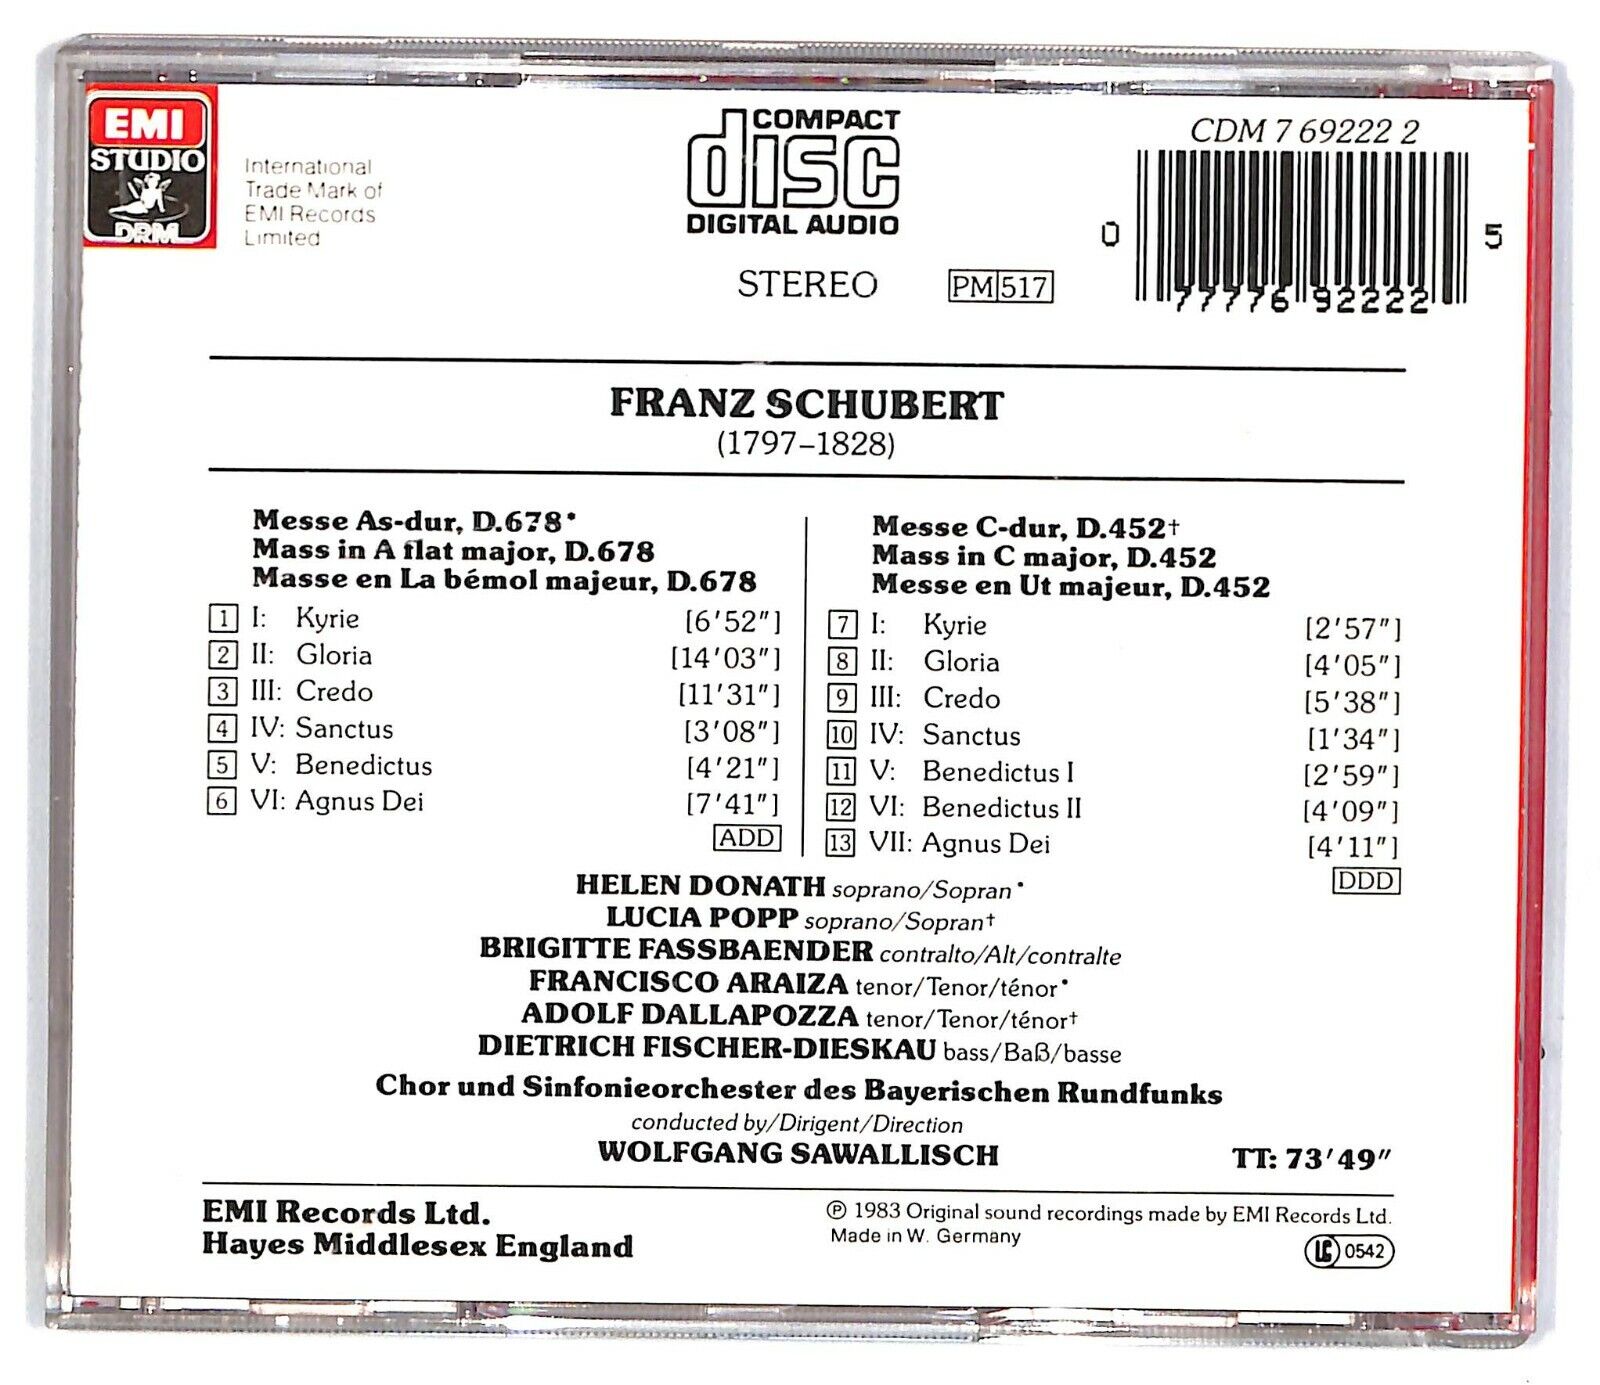 EMI
STUDIO
DRM
International
Trade Mark of
EMI Records
Limited
COMPACT
disc
DIGITAL AUDIO
STEREO
PM 517
CDM 7 69222 2
0 77776 92222 5
FRANZ SCHUBERT
(1797–1828)
Messe As-dur, D.678*
Mass in A flat major, D.678
Masse en La bémol majeur, D.678
1 I: Kyrie [6'52"]
2 II: Gloria [14'03"]
3 III: Credo [11'31"]
4 IV: Sanctus [3'08"]
5 V: Benedictus [4'21"]
6 VI: Agnus Dei [7'41"]
ADD
Messe C-dur, D.452†
Mass in C major, D.452
Messe en Ut majeur, D.452
7 I: Kyrie [2'57"]
8 II: Gloria [4'05"]
9 III: Credo [5'38"]
10 IV: Sanctus [1'34"]
11 V: Benedictus I [2'59"]
12 VI: Benedictus II [4'09"]
13 VII: Agnus Dei [4'11"]
DDD
HELEN DONATH soprano/Sopran*
LUCIA POPP soprano/Sopran†
BRIGITTE FASSBAENDER contralto/Alt/contralte
FRANCISCO ARAIZA tenor/Tenor/ténor*
ADOLF DALLAPOZZA tenor/Tenor/ténor†
DIETRICH FISCHER-DIESKAU bass/Baß/basse
Chor und Sinfonieorchester des Bayerischen Rundfunks
conducted by/Dirigent/Direction
WOLFGANG SAWALLISCH
TT: 73'49"
EMI Records Ltd.
Hayes Middlesex England
℗ 1983 Original sound recordings made by EMI Records Ltd.
Made in W. Germany
LC 0542